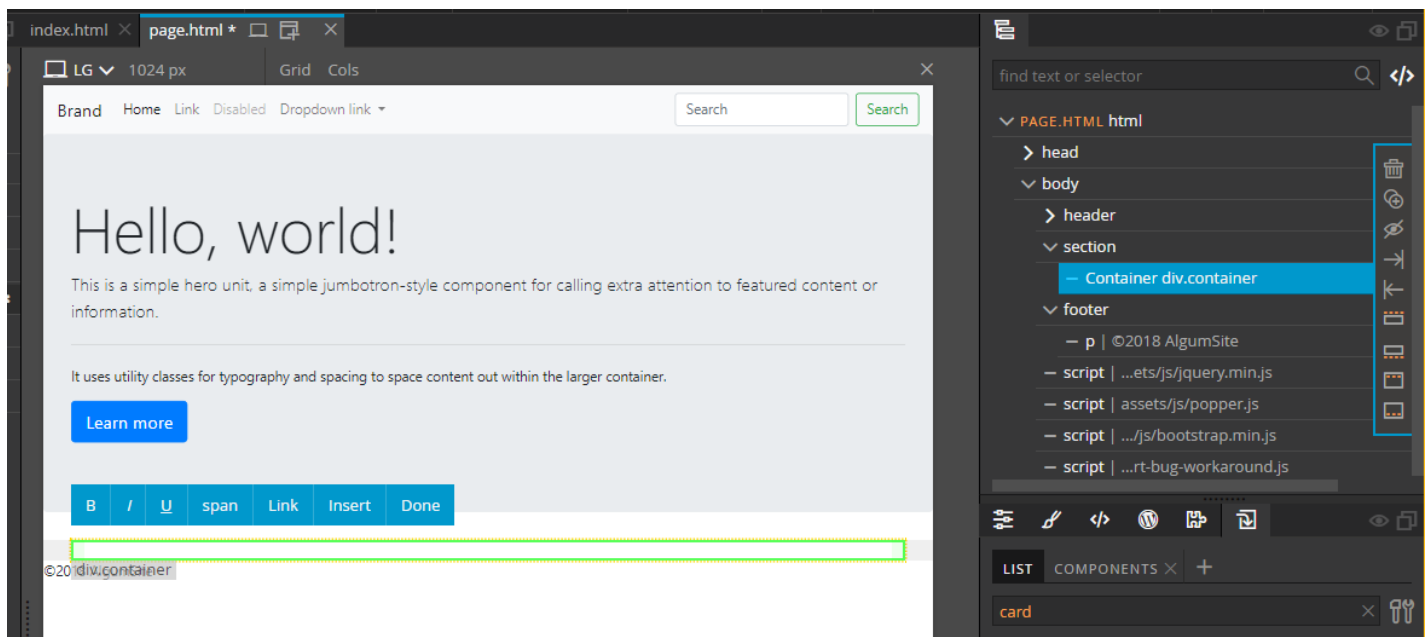 index.html
page.html *
LG 1024 px Grid Cols
find text or selector
Brand Home Link Disabled Dropdown link Search Search
PAGE.HTML html
head
body
header
section
Container div.container
footer
p | ©2018 AlgumSite
script | ...ets/js/jquery.min.js
script | assets/js/popper.js
script | .../js/bootstrap.min.js
script | ...rt-bug-workaround.js
Hello, world!
This is a simple hero unit, a simple jumbotron-style component for calling extra attention to featured content or
information.
It uses utility classes for typography and spacing to space content out within the larger container.
Learn more
B I U span Link Insert Done
©20
div.container
LIST COMPONENTS
card